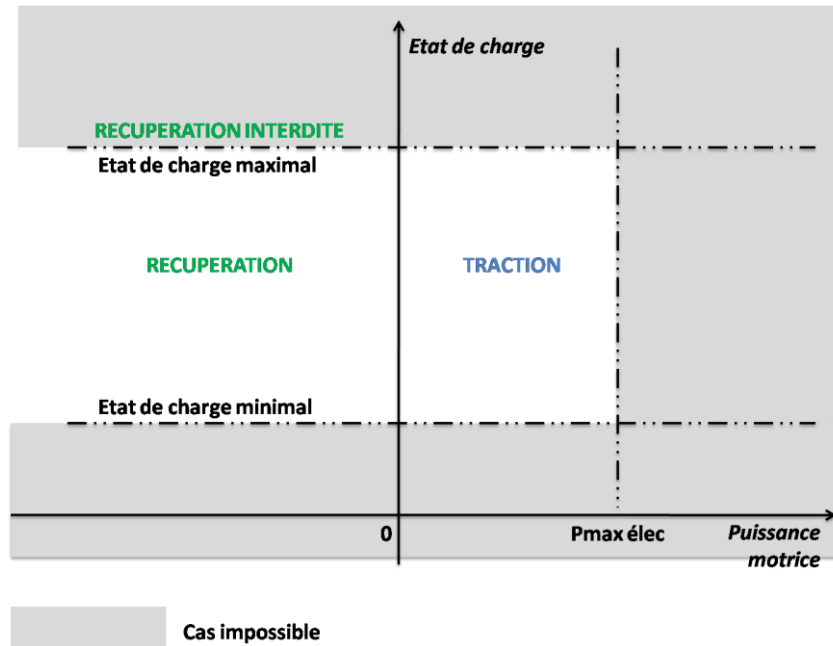 Etat de charge
RECUPERATION INTERDITE
Etat de charge maximal
RECUPERATION
TRACTION
Etat de charge minimal
0
Pmax élec
Puissance
motrice
Cas impossible